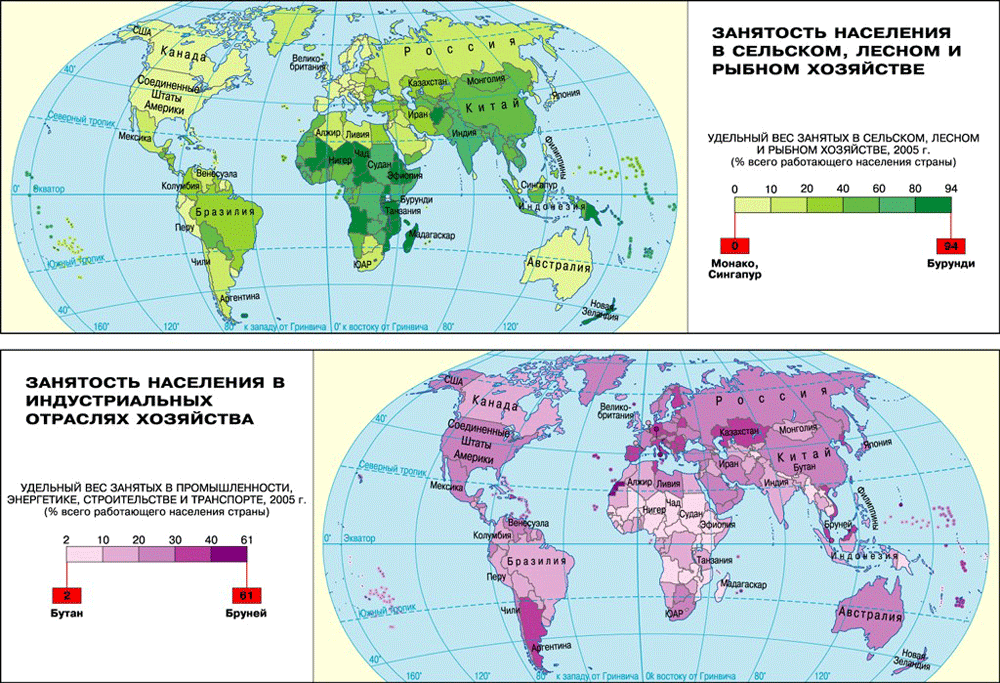 ЗАНЯТОСТЬ НАСЕЛЕНИЯ
В СЕЛЬСКОМ, ЛЕСНОМ И
РЫБНОМ ХОЗЯЙСТВЕ
УДЕЛЬНЫЙ ВЕС ЗАНЯТЫХ В СЕЛЬСКОМ, ЛЕСНОМ
И РЫБНОМ ХОЗЯЙСТВЕ, 2005 г.
(% всего работающего населения страны)
0 10 20 40 60 80 94
0 94
Монако,
Сингапур
Бурунди
США
Канада
Соединенные
Штаты
Америки
Мексика
Венесуэла
Колумбия
Бразилия
Перу
Чили
Аргентина
Велико-
британия
Россия
Казахстан
Монголия
Китай
Япония
Иран
Индия
Филиппины
Сингапур
Индонезия
Алжир
Ливия
Нигер
Чад
Судан
Эфиопия
Бурунди
Танзания
Мадагаскар
ЮАР
Австралия
Новая
Зеландия
Северный тропик
0° Экватор
Южный тропик
40°
0°
40°
160° 120° 80° к западу от Гринвича 0° к востоку от Гринвича 80° 120°
ЗАНЯТОСТЬ НАСЕЛЕНИЯ В
ИНДУСТРИАЛЬНЫХ
ОТРАСЛЯХ ХОЗЯЙСТВА
УДЕЛЬНЫЙ ВЕС ЗАНЯТЫХ В ПРОМЫШЛЕННОСТИ,
ЭНЕРГЕТИКЕ, СТРОИТЕЛЬСТВЕ И ТРАНСПОРТЕ, 2005 г.
(% всего работающего населения страны)
2 10 20 30 40 61
2 61
Бутан
Бруней
США
Канада
Соединенные
Штаты
Америки
Мексика
Венесуэла
Колумбия
Бразилия
Перу
Чили
Аргентина
Велико-
британия
Россия
Казахстан
Монголия
Китай
Япония
Иран
Бутан
Индия
Филиппины
Бруней
Индонезия
Алжир
Ливия
Нигер
Чад
Судан
Эфиопия
Танзания
Мадагаскар
ЮАР
Австралия
Новая
Зеландия
Северный тропик
0° Экватор
Южный тропик
40°
0°
40°
160° 120° 80° к западу от Гринвича 0к востоку от Гринвича 80° 120°